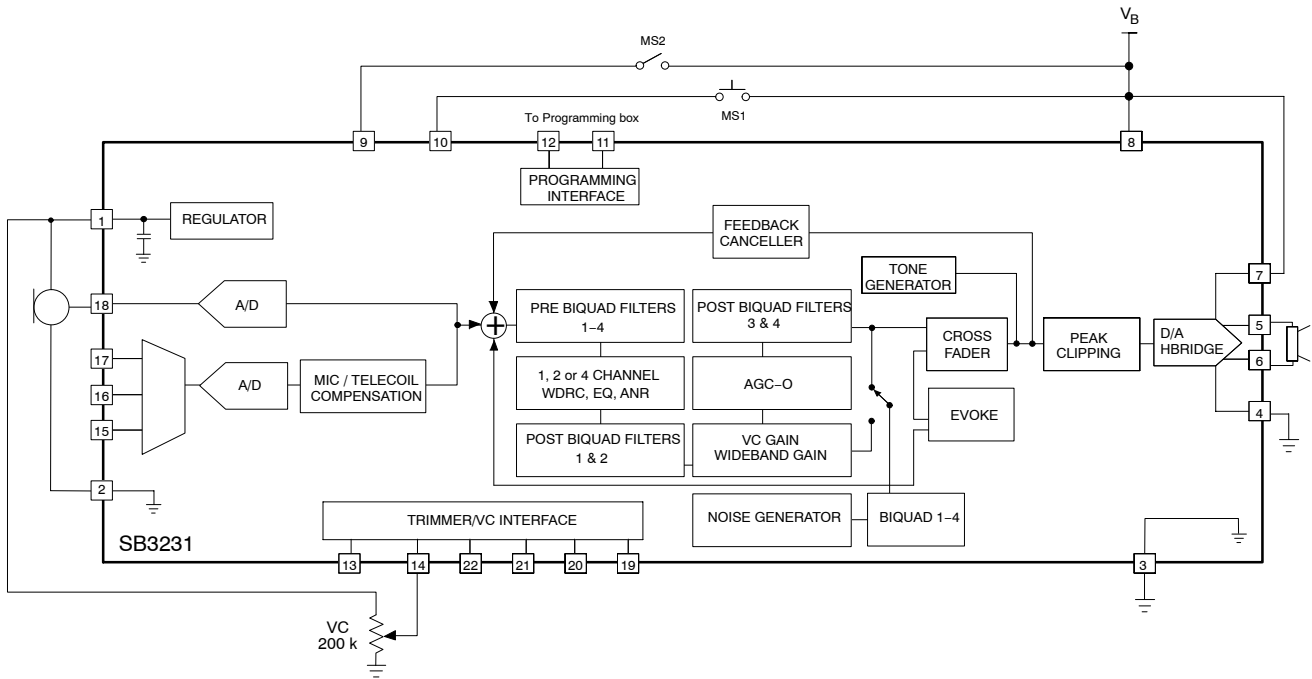 V_B
MS2
MS1
To Programming box
9
10
12
11
8
PROGRAMMING
INTERFACE
1
REGULATOR
FEEDBACK
CANCELLER
TONE
GENERATOR
7
18
A/D
PRE BIQUAD FILTERS
1–4
POST BIQUAD FILTERS
3 & 4
CROSS
FADER
PEAK
CLIPPING
D/A
HBRIDGE
5
6
17
16
15
A/D
MIC / TELECOIL
COMPENSATION
1, 2 or 4 CHANNEL
WDRC, EQ, ANR
AGC–O
EVOKE
4
POST BIQUAD FILTERS
1 & 2
VC GAIN
WIDEBAND GAIN
2
TRIMMER/VC INTERFACE
NOISE GENERATOR
BIQUAD 1–4
SB3231
13
14
22
21
20
19
3
VC
200 k